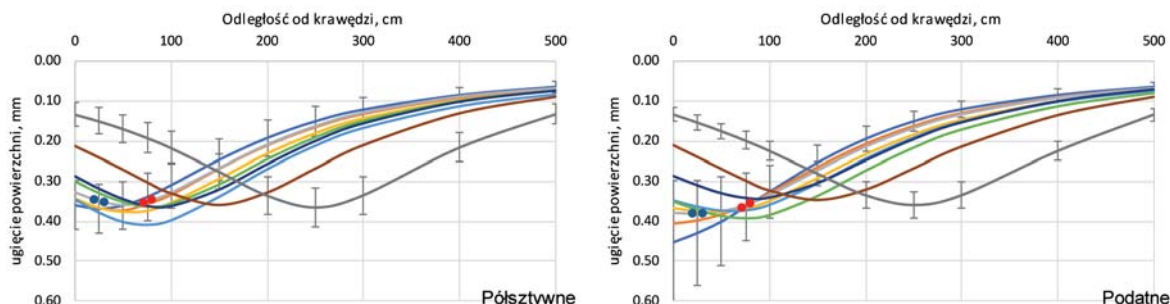 Odległość od krawędzi, cm
0 100 200 300 400 500
0.00
0.10
0.20
0.30
0.40
0.50
0.60
ugięcie powierzchni, mm
Półsztywne
Odległość od krawędzi, cm
0 100 200 300 400 500
0.00
0.10
0.20
0.30
0.40
0.50
0.60
ugięcie powierzchni, mm
Podatne